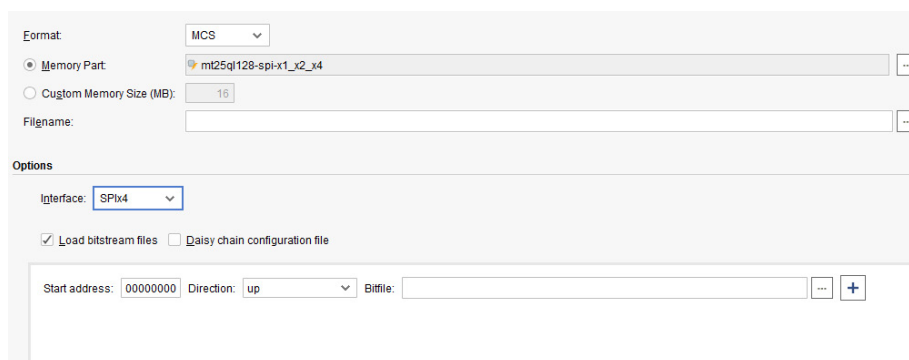 Format: MCS
Memory Part: mt25ql128-spi-x1_x2_x4 ...
Custom Memory Size (MB): 16
Filename: ...
Options
Interface: SPIx4
Load bitstream files Daisy chain configuration file
Start address: 00000000 Direction: up Bitfile: ... +